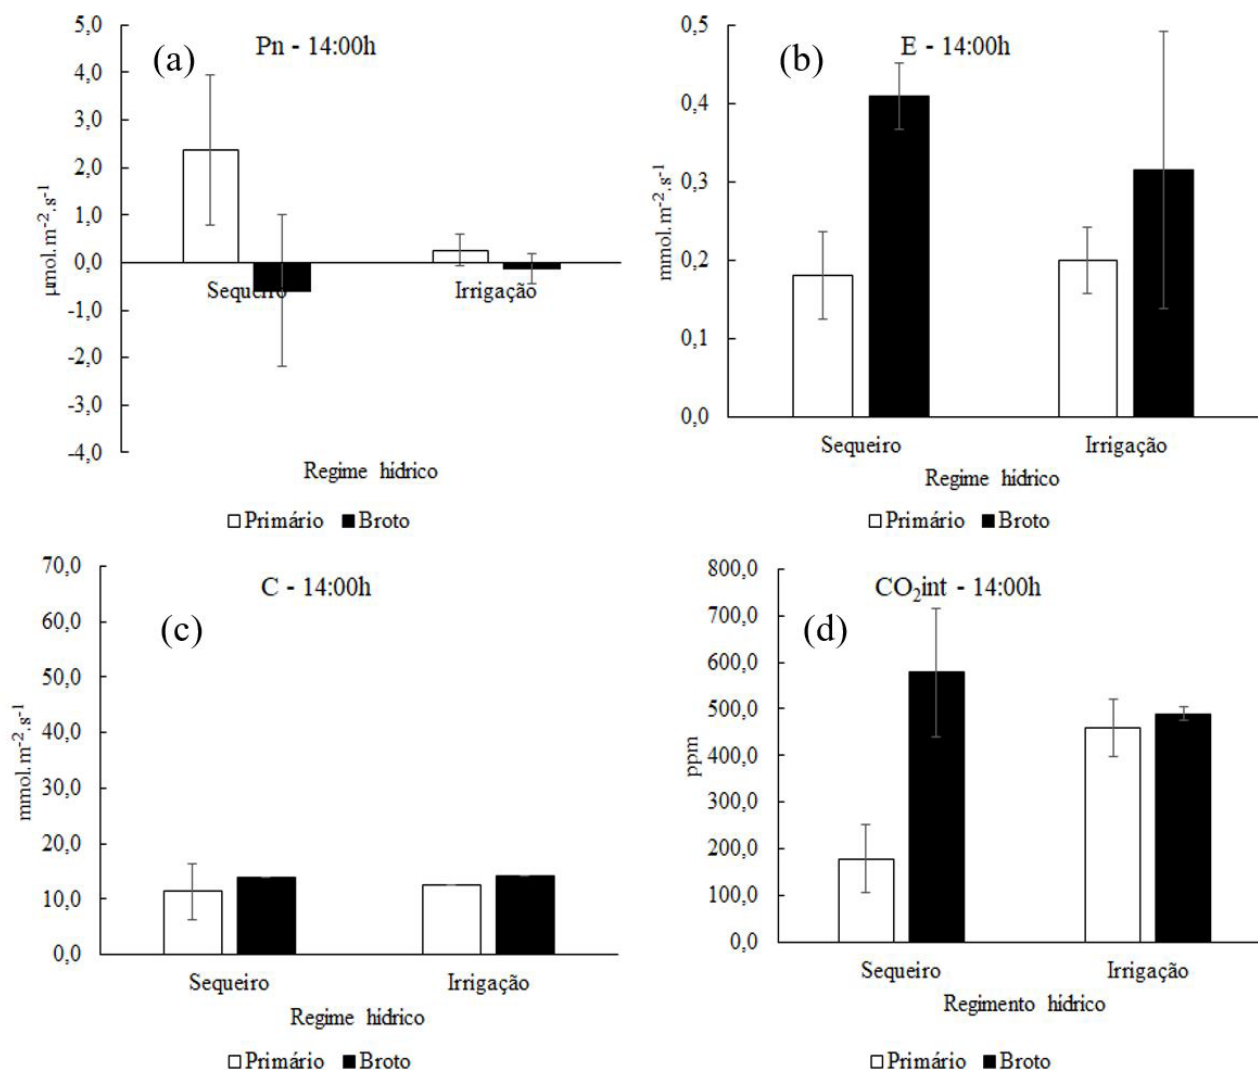 (a)
Pn - 14:00h
5,0
4,0
3,0
2,0
1,0
0,0
-1,0
-2,0
-3,0
-4,0
µmol.m⁻².s⁻¹
Sequeiro
Irrigação
Regime hídrico
Primário Broto
(b)
E - 14:00h
0,5
0,4
0,3
0,2
0,1
0,0
mmol.m⁻².s⁻¹
Sequeiro
Irrigação
Regime hídrico
Primário Broto
(c)
C - 14:00h
70,0
60,0
50,0
40,0
30,0
20,0
10,0
0,0
mmol.m⁻².s⁻¹
Sequeiro
Irrigação
Regime hídrico
Primário Broto
(d)
CO₂int - 14:00h
800,0
700,0
600,0
500,0
400,0
300,0
200,0
100,0
0,0
ppm
Sequeiro
Irrigação
Regimento hídrico
Primário Broto